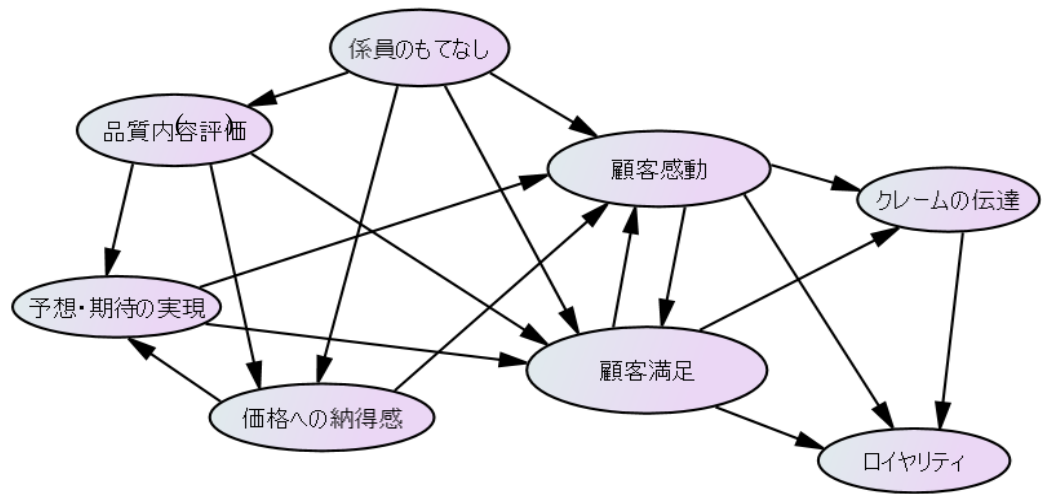 係員のもてなし
品質内容(評価)
顧客感動
クレームの伝達
予想・期待の実現
顧客満足
価格への納得感
ロイヤリティ